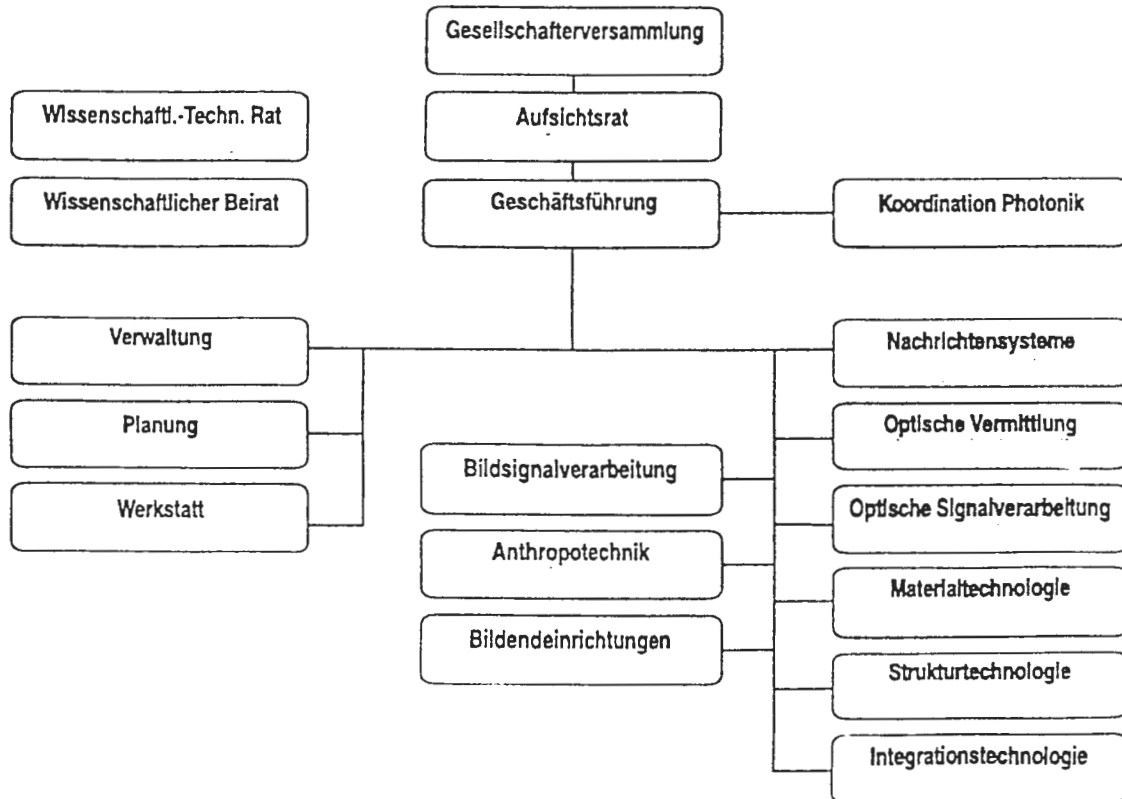 Gesellschafterversammlung
Wissenschaftl.-Techn. Rat
Aufsichtsrat
Wissenschaftlicher Beirat
Geschäftsführung
Koordination Photonik
Verwaltung
Nachrichtensysteme
Planung
Optische Vermittlung
Bildsignalverarbeitung
Werkstatt
Optische Signalverarbeitung
Anthropotechnik
Materialtechnologie
Bildendeinrichtungen
Strukturtechnologie
Integrationstechnologie